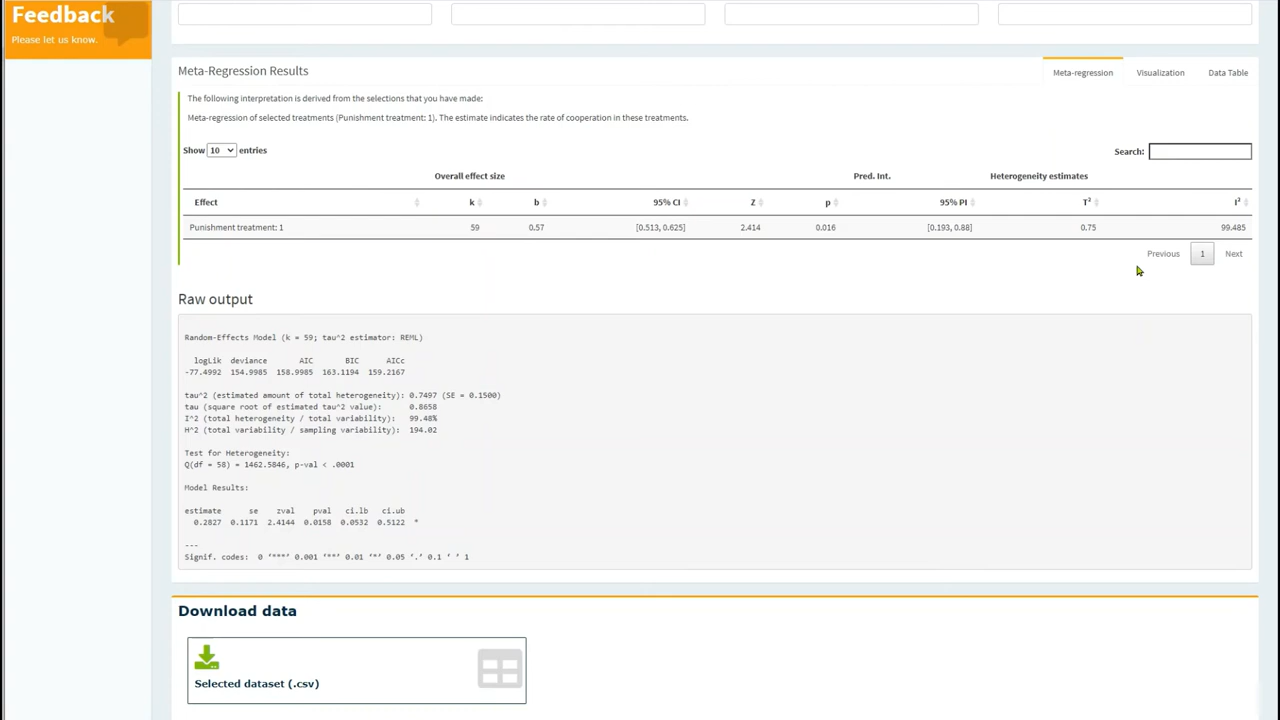 Feedback
Please let us know.
Meta-Regression Results
Meta-regression
Visualization
Data Table
The following interpretation is derived from the selections that you have made:
Meta-regression of selected treatments (Punishment treatment: 1). The estimate indicates the rate of cooperation in these treatments.
Show 10 entries
Search:
Overall effect size Pred. Int. Heterogeneity estimates
Effect k b 95% CI Z p 95% PI T² I²
Punishment treatment: 1 59 0.57 [0.513, 0.625] 2.414 0.016 [0.193, 0.88] 0.75 99.485
Previous 1 Next
Raw output
Random-Effects Model (k = 59; tau^2 estimator: REML)
logLik deviance AIC BIC AICc
-77.4992 154.9985 158.9985 163.1194 159.2167
tau^2 (estimated amount of total heterogeneity): 0.7497 (SE = 0.1500)
tau (square root of estimated tau^2 value): 0.8658
I^2 (total heterogeneity / total variability): 99.48%
H^2 (total variability / sampling variability): 194.02
Test for Heterogeneity:
Q(df = 58) = 1462.5846, p-val < .0001
Model Results:
estimate se zval pval ci.lb ci.ub
0.2827 0.1171 2.4144 0.0158 0.0532 0.5122 *
---
Signif. codes: 0 ‘***’ 0.001 ‘**’ 0.01 ‘*’ 0.05 ‘.’ 0.1 ‘ ’ 1
Download data
Selected dataset (.csv)